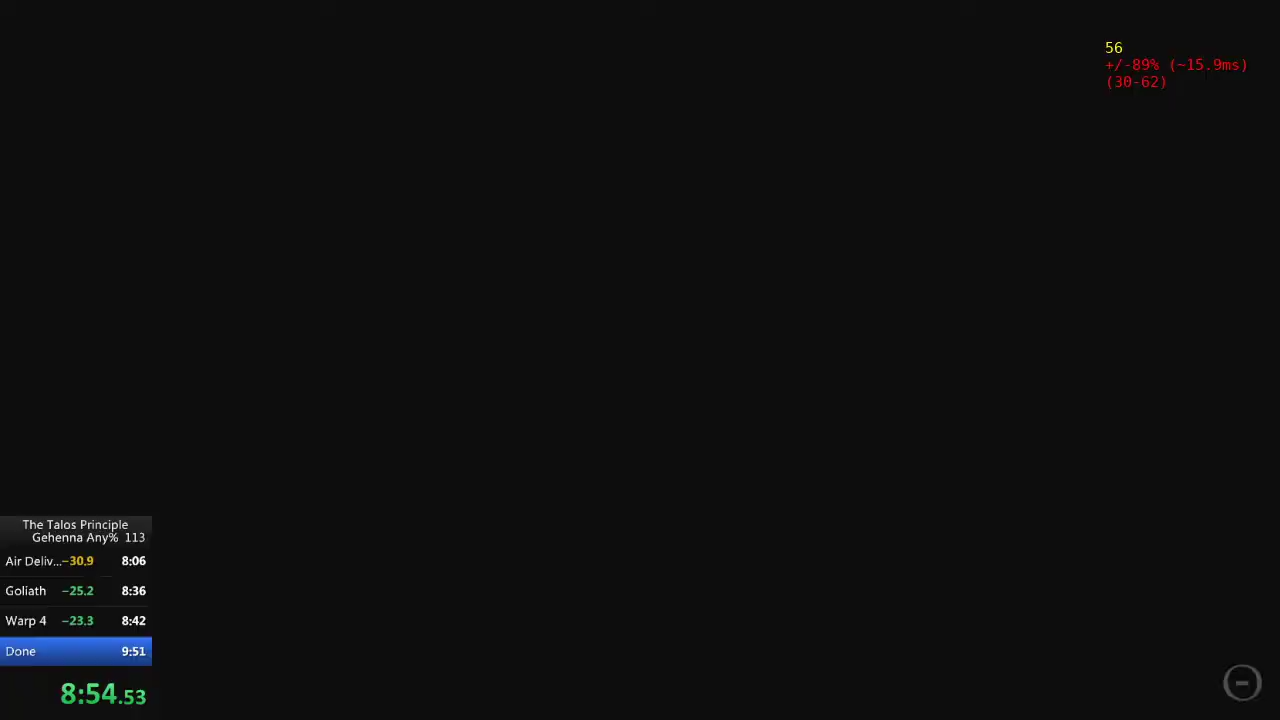 56
+/-89% (~15.9ms)
(30-62)
The Talos Principle
Gehenna Any% 113
Air Deliv... −30.9 8:06
Goliath −25.2 8:36
Warp 4 −23.3 8:42
Done 9:51
8:54.53